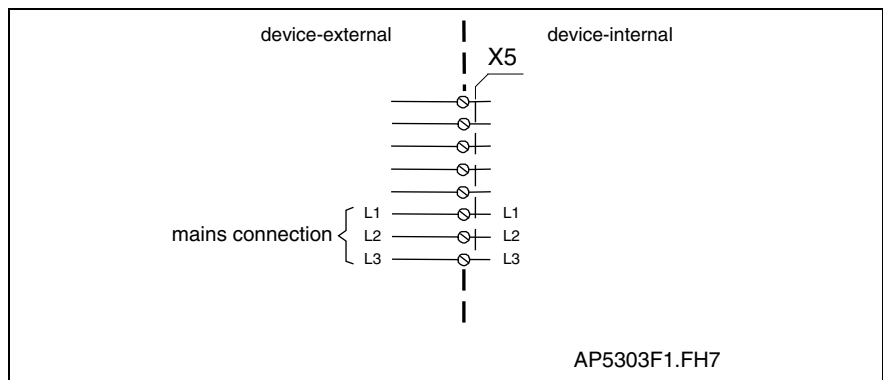 device-external device-internal
X5
L1 L1
mains connection L2 L2
L3 L3
AP5303F1.FH7